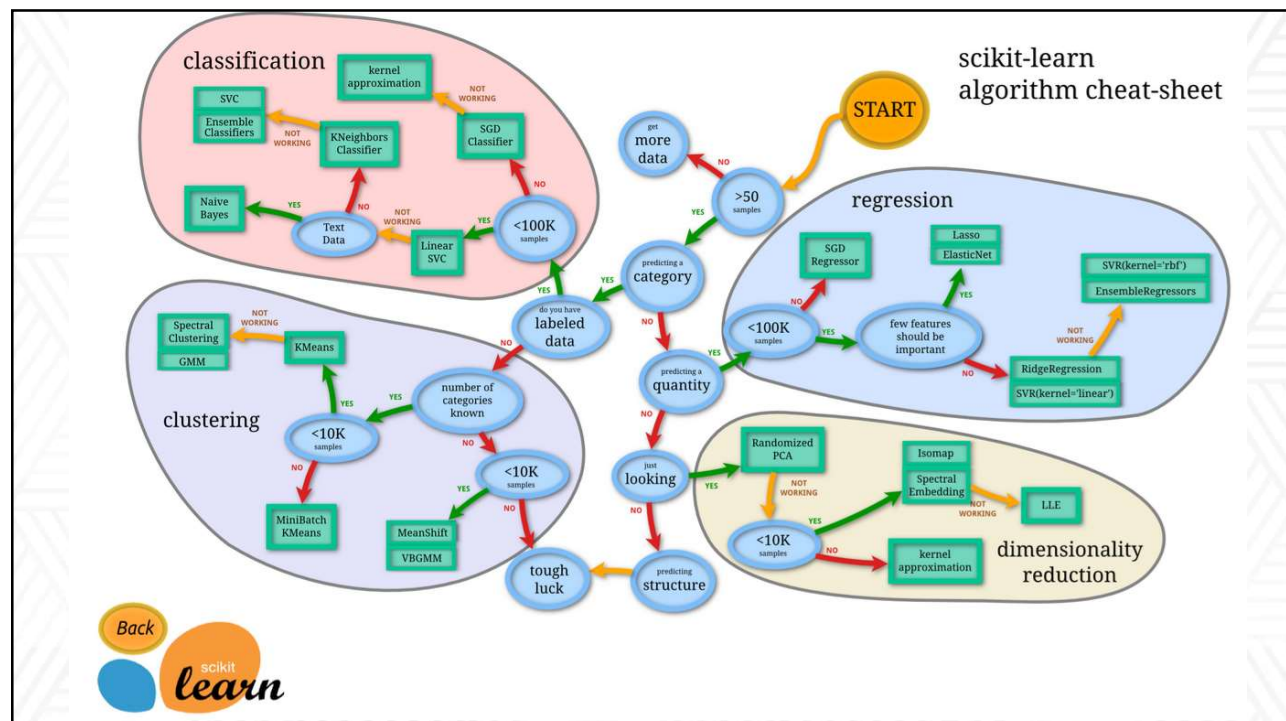 scikit-learn
algorithm cheat-sheet
START
classification
kernel
approximation
NOT
WORKING
SVC
Ensemble
Classifiers
NOT
WORKING
KNeighbors
Classifier
SGD
Classifier
NO
Naive
Bayes
YES
Text
Data
NO
NOT
WORKING
Linear
SVC
YES
<100K
samples
get
more
data
NO
>50
samples
YES
predicting a
category
YES
NO
do you have
labeled
data
YES
NO
predicting a
quantity
YES
NO
just
looking
YES
NO
predicting
structure
tough
luck
regression
SGD
Regressor
NO
<100K
samples
YES
Lasso
ElasticNet
YES
few features
should be
important
NO
SVR(kernel='rbf')
EnsembleRegressors
NOT
WORKING
RidgeRegression
SVR(kernel='linear')
clustering
Spectral
Clustering
GMM
NOT
WORKING
KMeans
YES
<10K
samples
YES
number of
categories
known
NO
NO
MiniBatch
KMeans
<10K
samples
YES
NO
MeanShift
VBGMM
dimensionality
reduction
Randomized
PCA
NOT
WORKING
<10K
samples
YES
NO
Isomap
Spectral
Embedding
NOT
WORKING
LLE
kernel
approximation
Back
scikit
learn